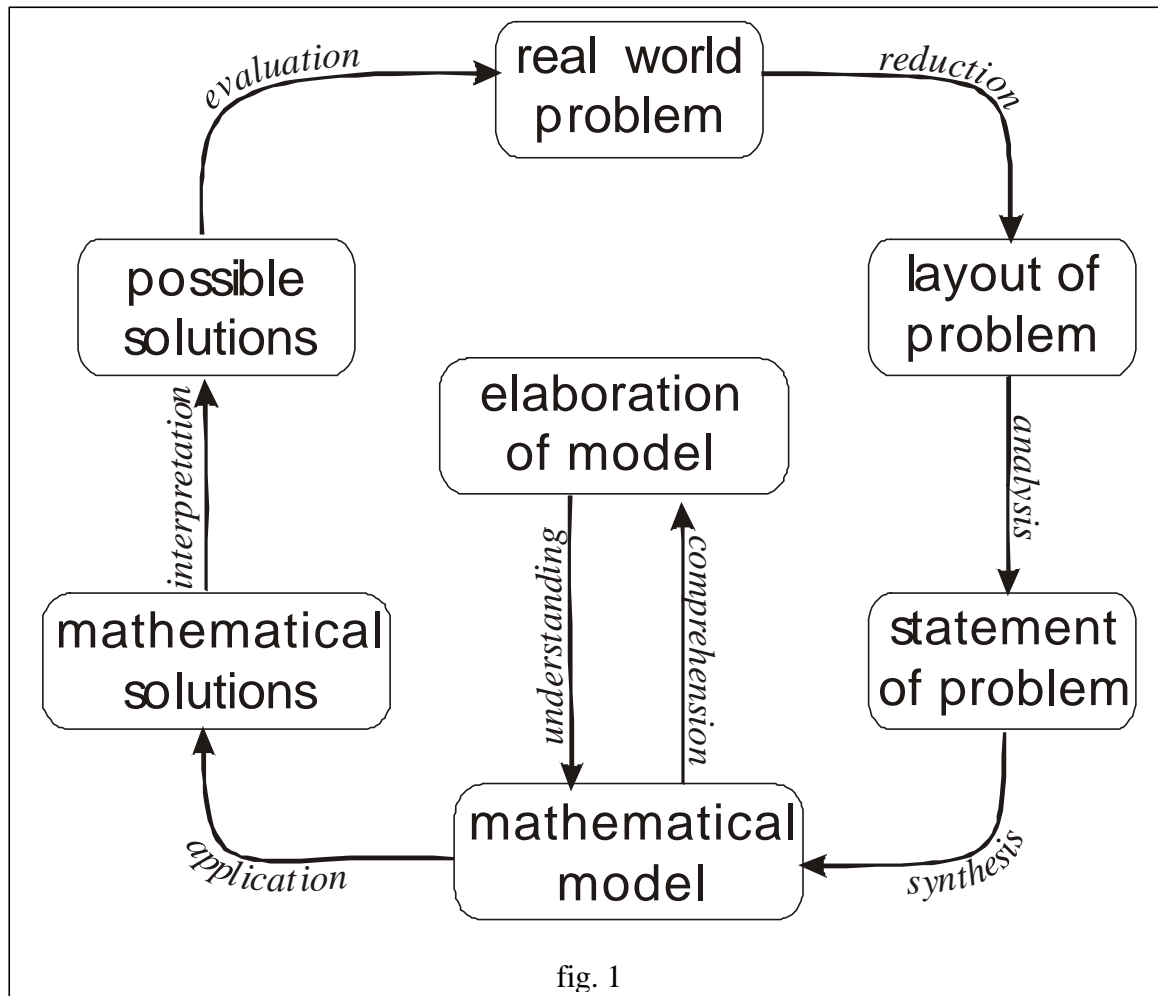 evaluation
real world
problem
reduction
possible
solutions
layout of
problem
elaboration
of model
analysis
interpretation
understanding
comprehension
mathematical
solutions
statement
of problem
application
mathematical
model
synthesis
fig. 1